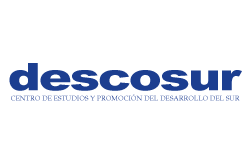 descosur
CENTRO DE ESTUDIOS Y PROMOCIÓN DEL DESARROLLO DEL SUR